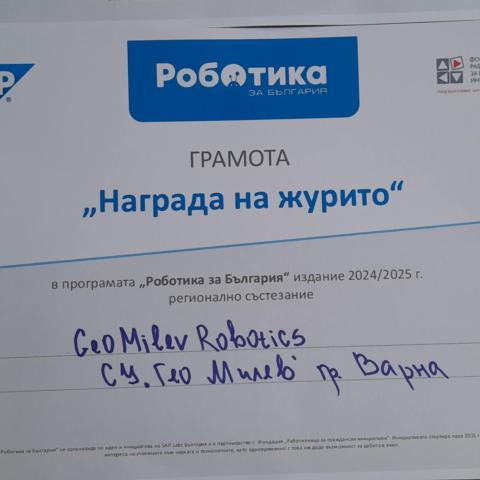 P
®
Роботика
ЗА БЪЛГАРИЯ
ГРАМОТА
„Награда на журито“
в програмата „Роботика за България“ издание 2024/2025 г.
регионално състезание
GeoMilev Robotics
СУ. Гео Милев гр. Варна